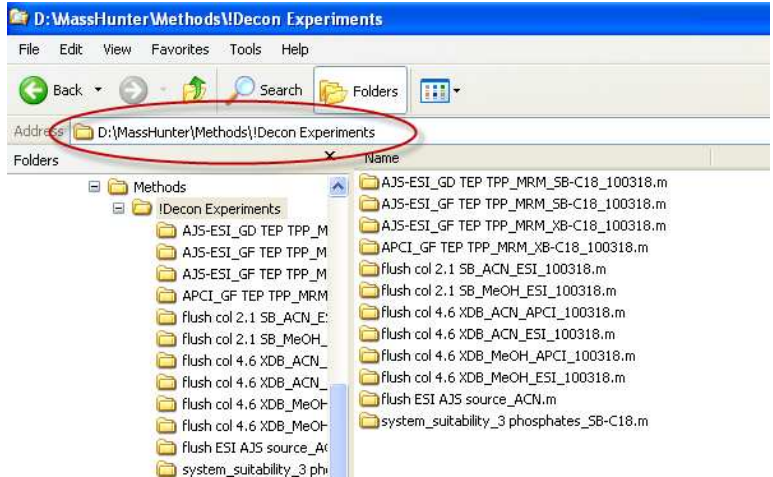 D:\MassHunter\Methods\!Decon Experiments
File Edit View Favorites Tools Help
Back Search Folders
Address D:\MassHunter\Methods\!Decon Experiments
Folders x Name
Methods
!Decon Experiments
AJS-ESI_GD TEP TPP_M
AJS-ESI_GF TEP TPP_M
AJS-ESI_GF TEP TPP_M
APCI_GF TEP TPP_MRM
flush col 2.1 SB_ACN_E
flush col 2.1 SB_MeOH_
flush col 4.6 XDB_ACN_
flush col 4.6 XDB_ACN_
flush col 4.6 XDB_MeOH
flush col 4.6 XDB_MeOH
flush ESI AJS source_A
system_suitability_3 ph
AJS-ESI_GD TEP TPP_MRM_SB-C18_100318.m
AJS-ESI_GF TEP TPP_MRM_SB-C18_100318.m
AJS-ESI_GF TEP TPP_MRM_XB-C18_100318.m
APCI_GF TEP TPP_MRM_XB-C18_100318.m
flush col 2.1 SB_ACN_ESI_100318.m
flush col 2.1 SB_MeOH_ESI_100318.m
flush col 4.6 XDB_ACN_APCI_100318.m
flush col 4.6 XDB_ACN_ESI_100318.m
flush col 4.6 XDB_MeOH_APCI_100318.m
flush col 4.6 XDB_MeOH_ESI_100318.m
flush ESI AJS source_ACN.m
system_suitability_3 phosphates_SB-C18.m